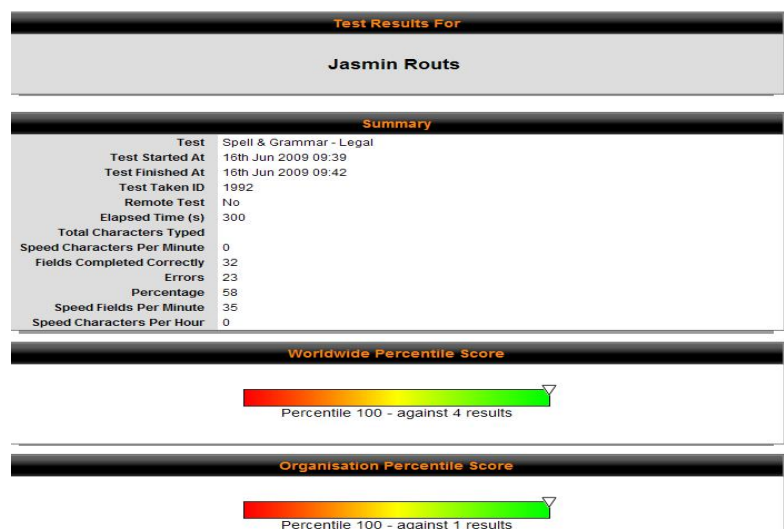 Test Results For
Jasmin Routs
Summary
Test Spell & Grammar - Legal
Test Started At 16th Jun 2009 09:39
Test Finished At 16th Jun 2009 09:42
Test Taken ID 1992
Remote Test No
Elapsed Time (s) 300
Total Characters Typed
Speed Characters Per Minute 0
Fields Completed Correctly 32
Errors 23
Percentage 58
Speed Fields Per Minute 35
Speed Characters Per Hour 0
Worldwide Percentile Score
Percentile 100 - against 4 results
Organisation Percentile Score
Percentile 100 - against 1 results